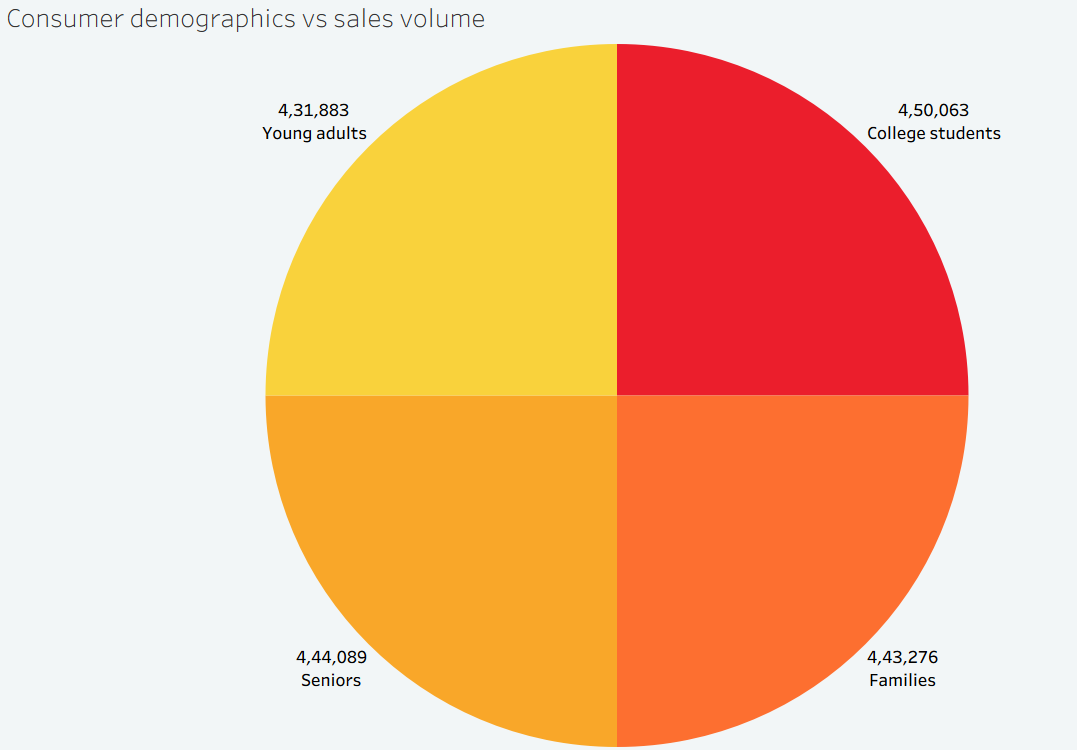 Consumer demographics vs sales volume
4,31,883
Young adults
4,50,063
College students
4,44,089
Seniors
4,43,276
Families